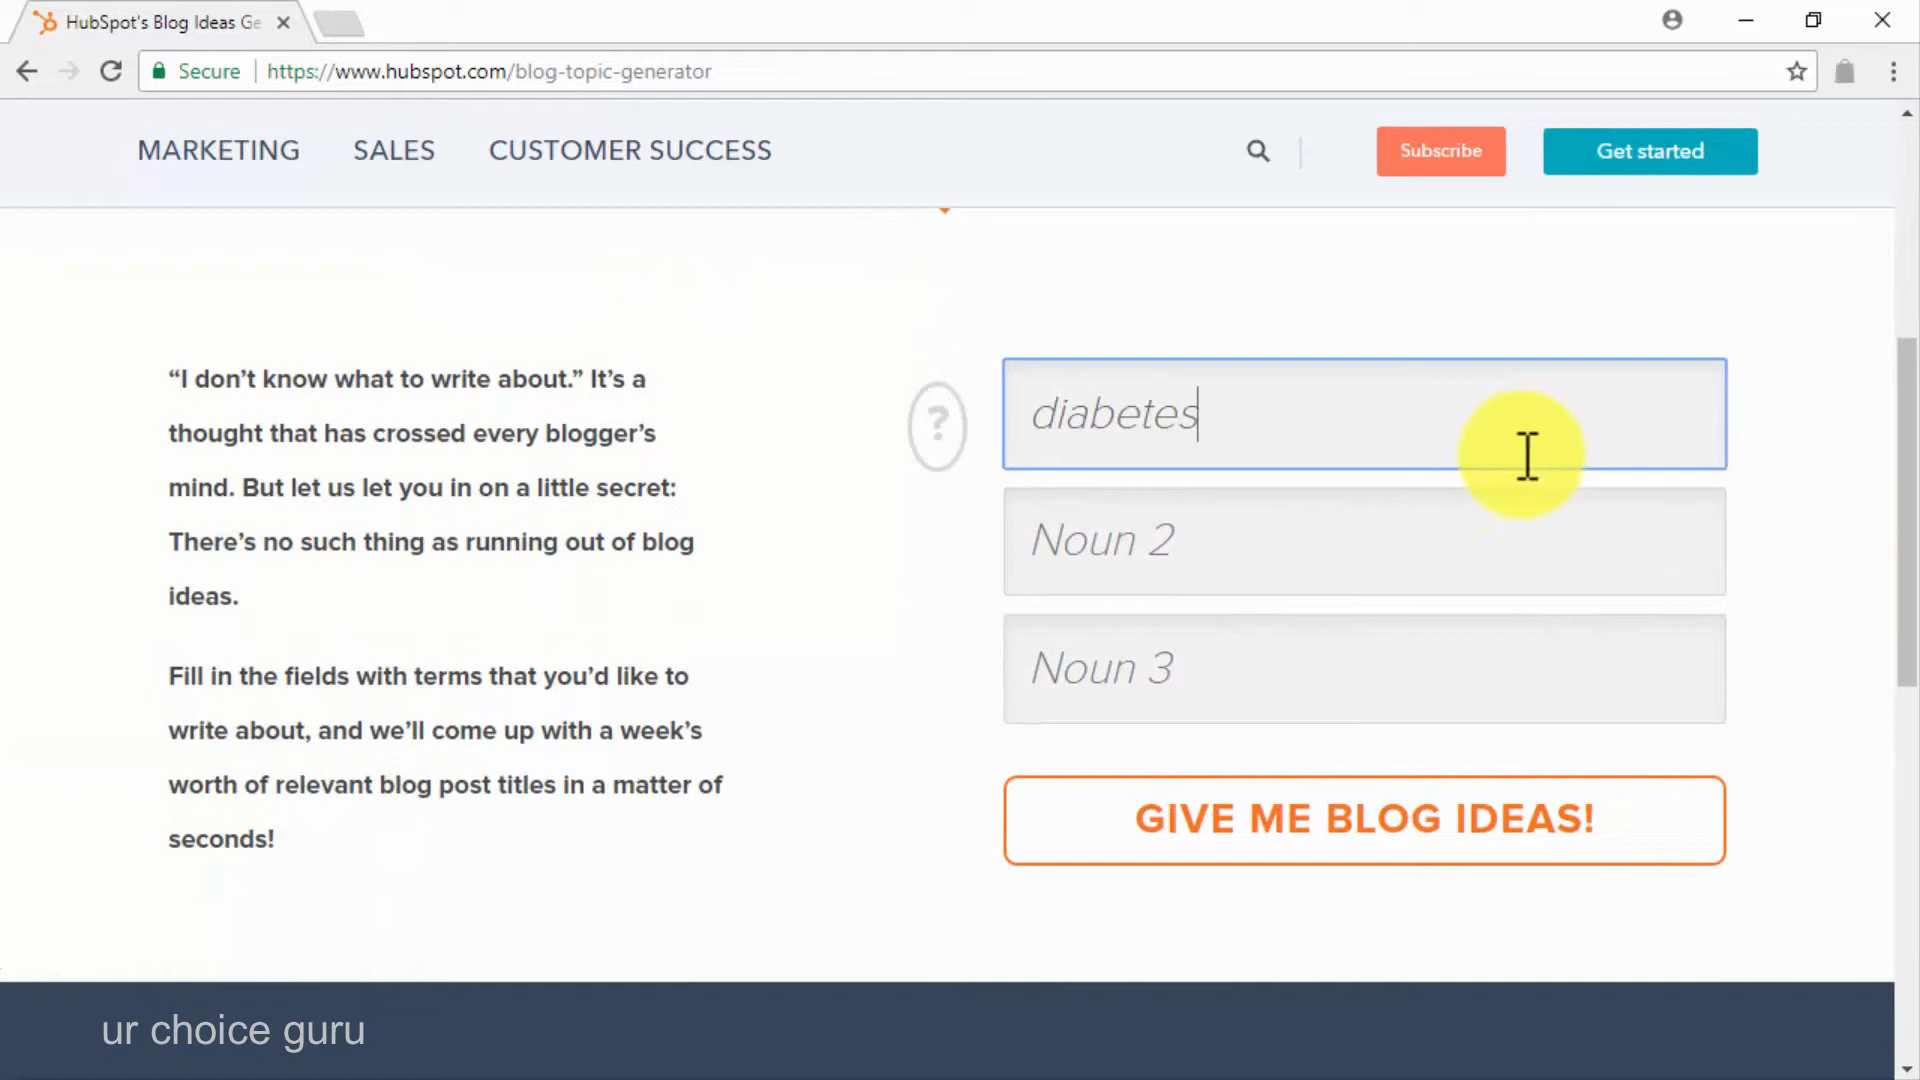 HubSpot's Blog Ideas Ge
Secure
https://www.hubspot.com/blog-topic-generator
MARKETING SALES CUSTOMER SUCCESS
Subscribe
Get started
“I don’t know what to write about.” It’s a
thought that has crossed every blogger’s
mind. But let us let you in on a little secret:
There’s no such thing as running out of blog
ideas.
Fill in the fields with terms that you’d like to
write about, and we’ll come up with a week’s
worth of relevant blog post titles in a matter of
seconds!
?
diabetes
Noun 2
Noun 3
GIVE ME BLOG IDEAS!
ur choice guru